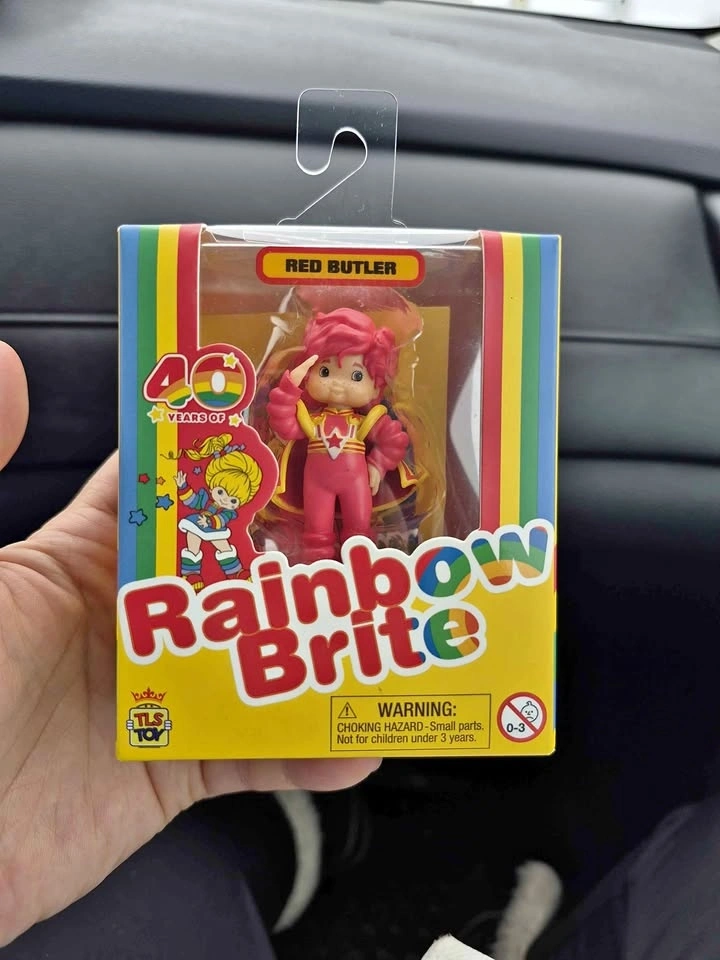 RED BUTLER
40
YEARS OF
Rainbow
Brite
TLS
TOY
WARNING:
CHOKING HAZARD-Small parts.
Not for children under 3 years.
0-3